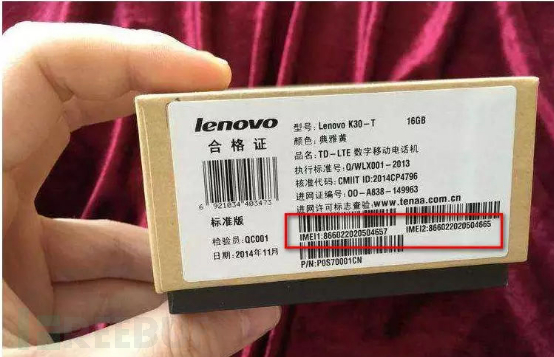 lenovo
合格证
6 921034 403473
标准版
检验员:QC001
日期:2014年11月
型号: Lenovo K30-T 16GB
颜色: 典雅黄
品名: TD-LTE 数字移动电话机
执行标准号:Q/WLX001-2013
核准代码:CMIIT ID:2014CP4796
进网证编号:00-A838-149963
进网许可标志查验:www.tenaa.com.cn
IMEI1:866022020504657 IMEI2:866022020504665
P/N:P0S70001CN